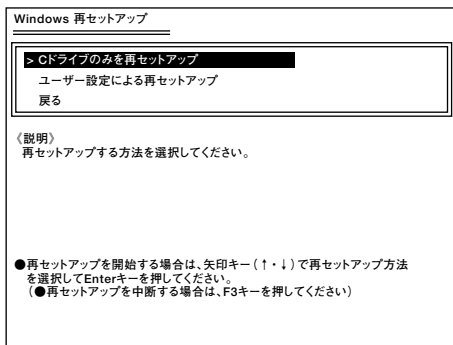 Windows 再セットアップ
> Cドライブのみを再セットアップ
ユーザー設定による再セットアップ
戻る
《説明》
再セットアップする方法を選択してください。
●再セットアップを開始する場合は、矢印キー(↑・↓)で再セットアップ方法
を選択してEnterキーを押してください。
(●再セットアップを中断する場合は、F3キーを押してください)